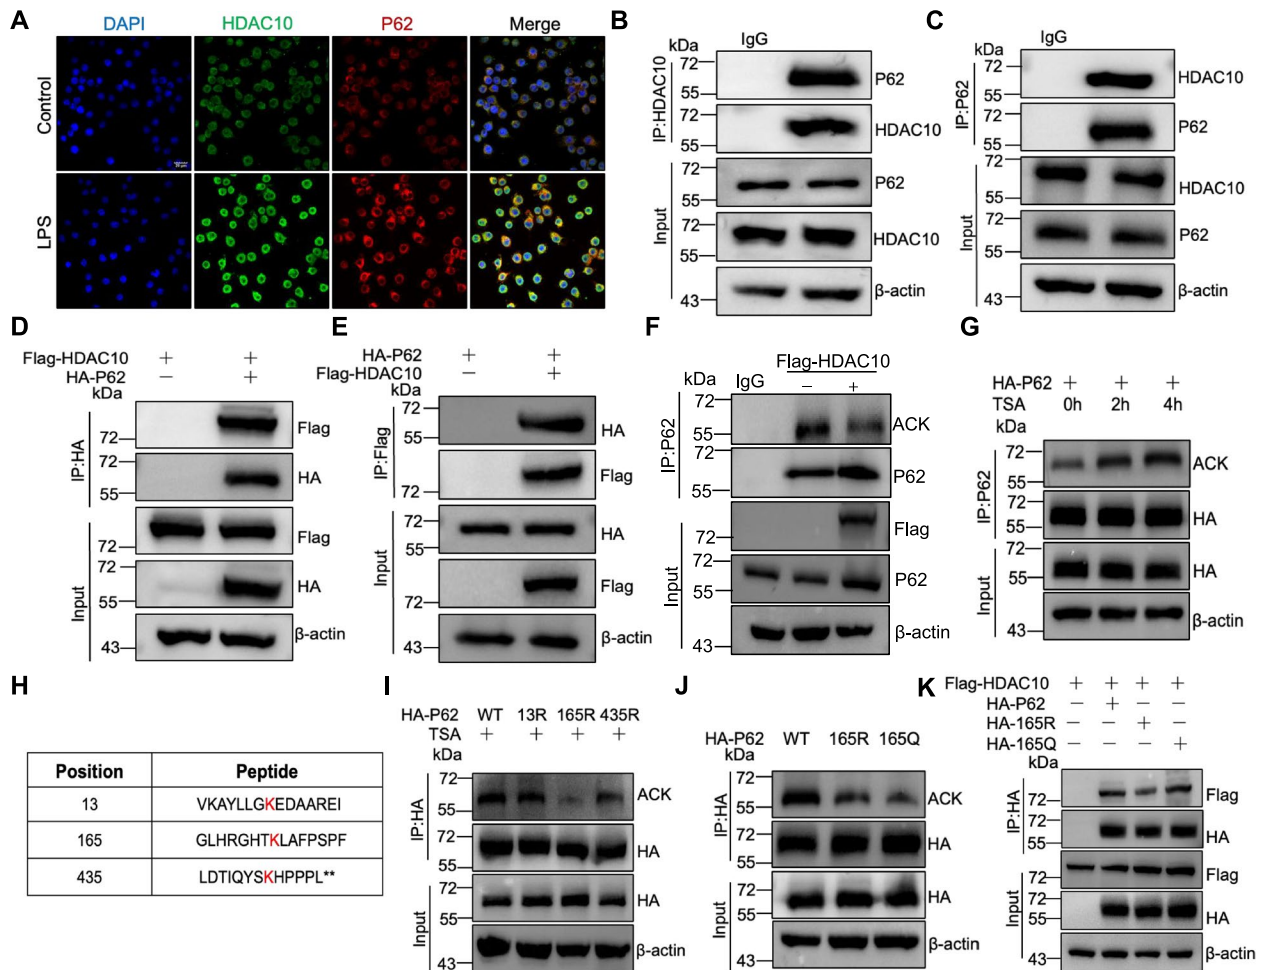 A
DAPI HDAC10 P62 Merge
Control
LPS
B
kDa IgG
IP:HDAC10
72
55
P62
72
55
HDAC10
Input
72
55
P62
72
55
HDAC10
43
β-actin
C
kDa IgG
IP:P62
72
55
HDAC10
72
55
P62
Input
72
55
HDAC10
72
55
P62
43
β-actin
D
Flag-HDAC10 + +
HA-P62 − +
kDa
IP:HA
72
Flag
72
55
HA
Input
72
Flag
72
55
HA
43
β-actin
E
HA-P62 + +
Flag-HDAC10 − +
kDa
IP:Flag
72
55
HA
72
Flag
Input
72
43
HA
72
Flag
43
β-actin
F
Flag-HDAC10
kDa IgG − +
IP:P62
72
55
ACK
72
55
P62
Input
72
Flag
72
55
P62
43
β-actin
G
HA-P62 + + +
TSA 0h 2h 4h
kDa
IP:P62
72
55
ACK
72
55
HA
Input
72
55
HA
43
β-actin
H
Position Peptide
13 VKAYLLGKEDAAREI
165 GLHRGHTKLAFPSPF
435 LDTIQYSKHPPPL**
I
HA-P62 WT 13R 165R 435R
TSA + + + +
kDa
IP:HA
72
55
ACK
72
55
HA
Input
72
55
HA
43
β-actin
J
HA-P62 WT 165R 165Q
kDa
IP:HA
72
55
ACK
72
55
HA
Input
72
55
HA
43
β-actin
K
Flag-HDAC10 + + + +
HA-P62 − + − −
HA-165R − − + −
HA-165Q − − − +
kDa
IP:HA
72
Flag
72
55
HA
Input
72
Flag
72
55
HA
43
β-actin